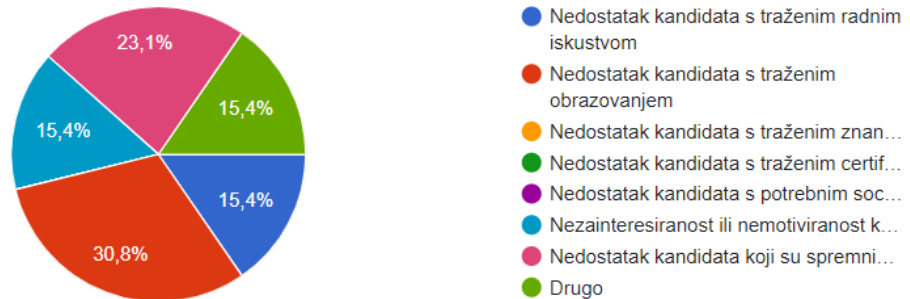 23,1%
15,4%
15,4%
15,4%
30,8%
Nedostatak kandidata s traženim radnim
iskustvom
Nedostatak kandidata s traženim
obrazovanjem
Nedostatak kandidata s traženim znan…
Nedostatak kandidata s traženim certif…
Nedostatak kandidata s potrebnim soc…
Nezainteresiranost ili nemotiviranost k…
Nedostatak kandidata koji su spremni…
Drugo